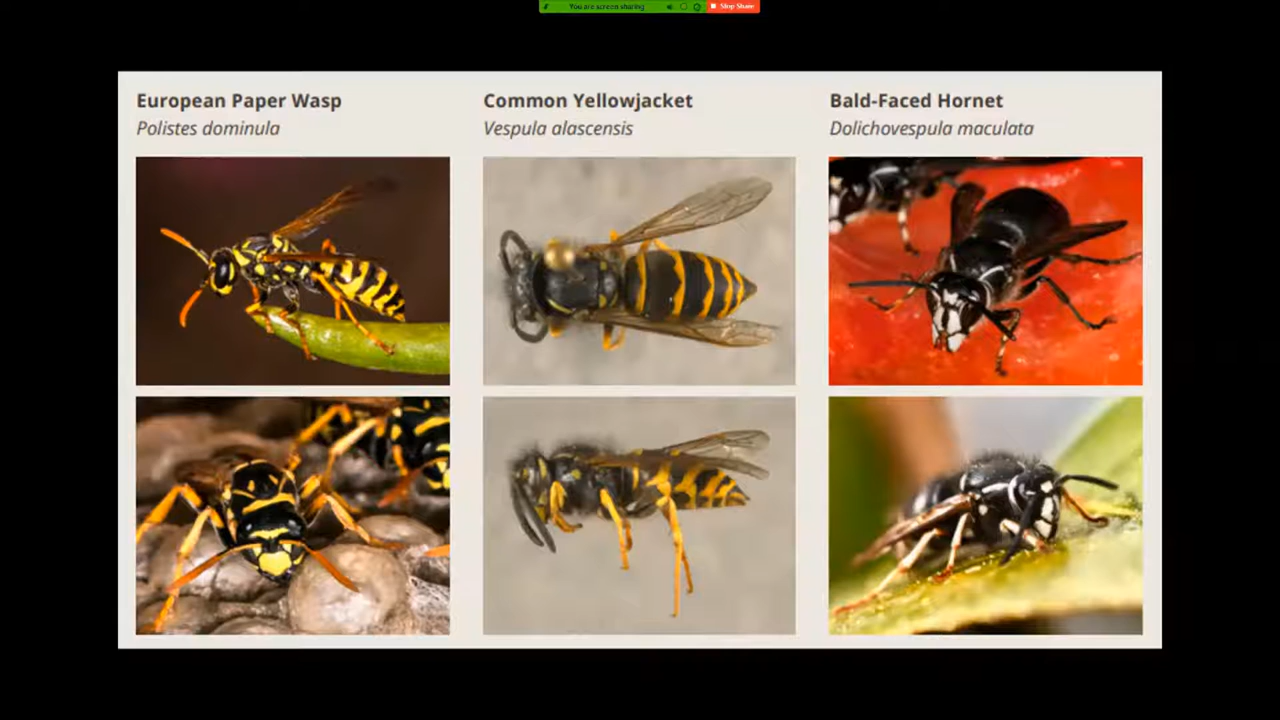 You are screen sharing
Stop Share
European Paper Wasp
Polistes dominula
Common Yellowjacket
Vespula alascensis
Bald-Faced Hornet
Dolichovespula maculata